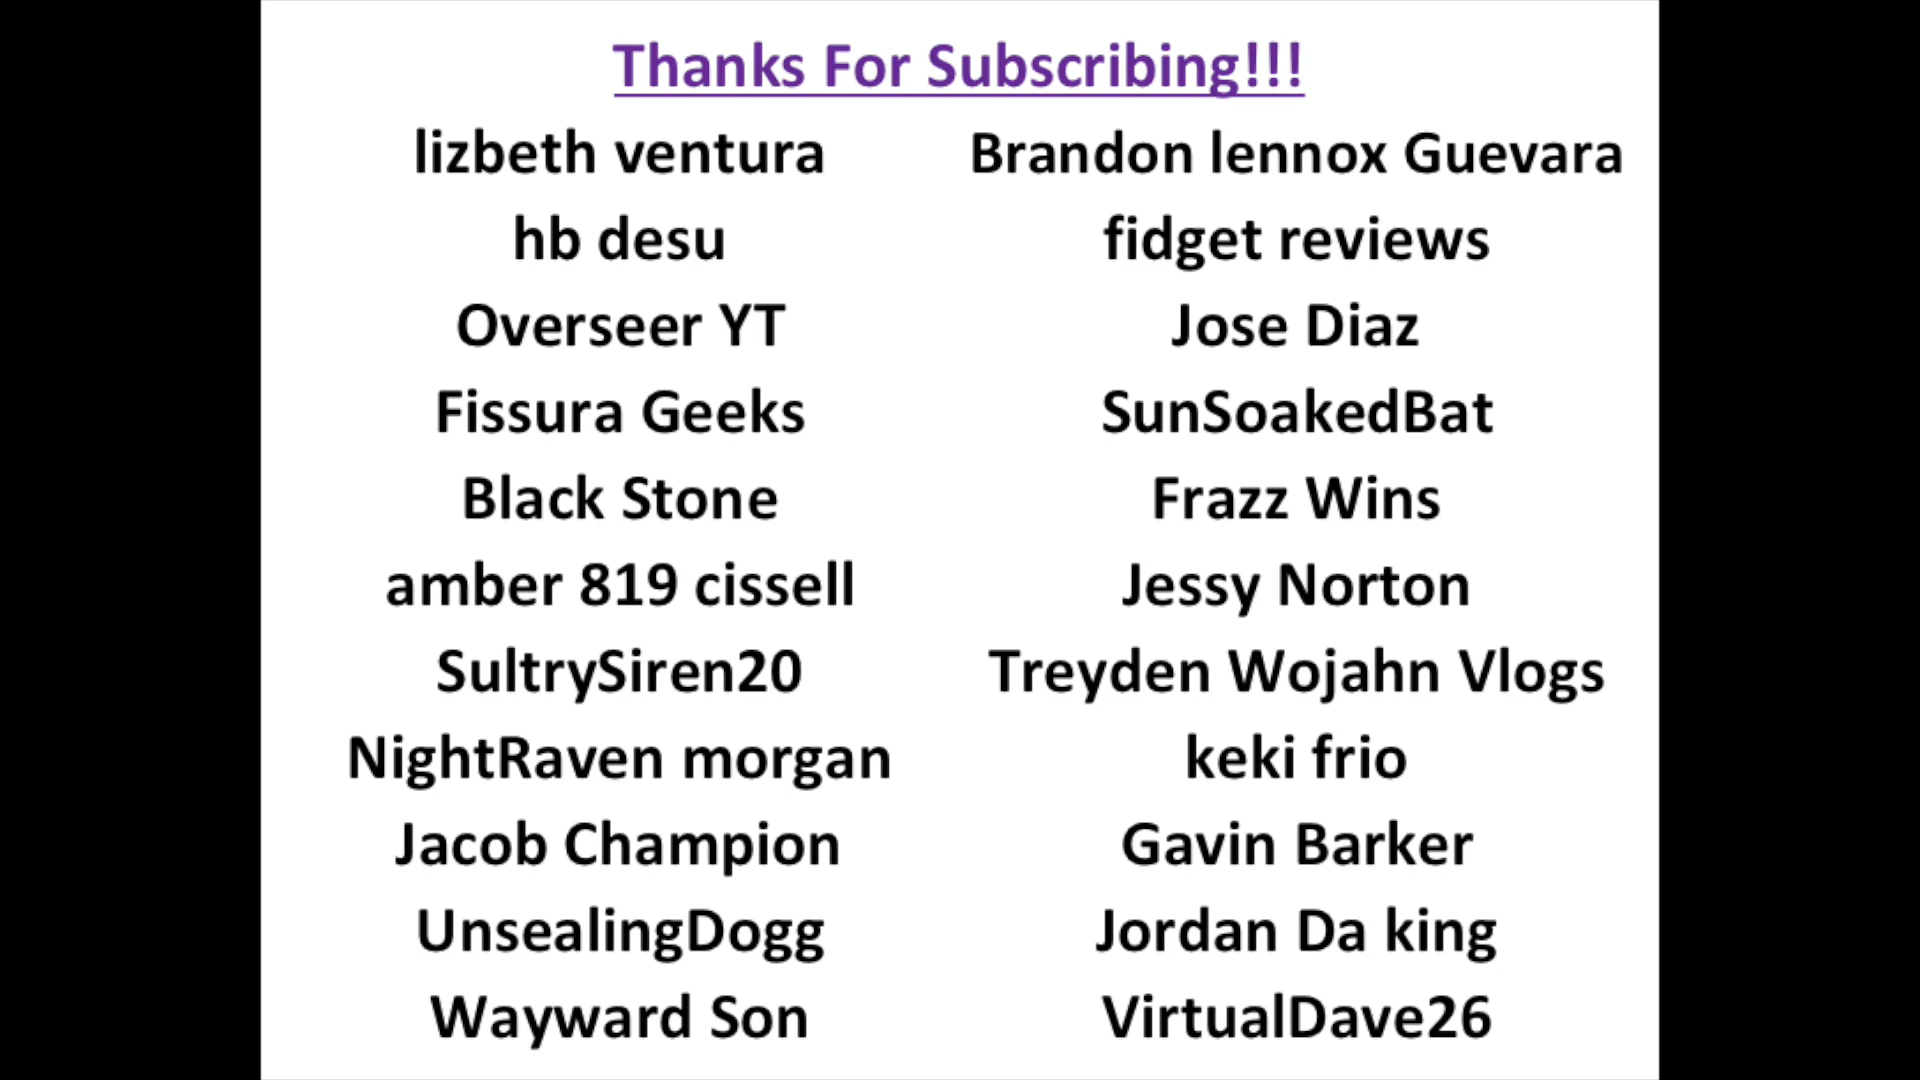 Thanks For Subscribing!!!
lizbeth ventura
Brandon lennox Guevara
hb desu
fidget reviews
Overseer YT
Jose Diaz
Fissura Geeks
SunSoakedBat
Black Stone
Frazz Wins
amber 819 cissell
Jessy Norton
SultrySiren20
Treyden Wojahn Vlogs
NightRaven morgan
keki frio
Jacob Champion
Gavin Barker
UnsealingDogg
Jordan Da king
Wayward Son
VirtualDave26